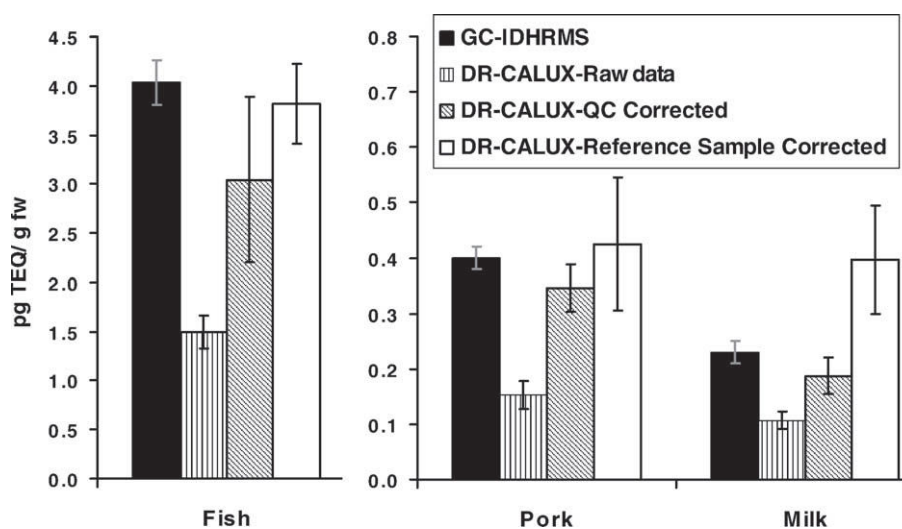 4.5
4.0
3.5
3.0
2.5
2.0
1.5
1.0
0.5
0.0
pg TEQ/ g fw
Fish
0.8
0.7
0.6
0.5
0.4
0.3
0.2
0.1
0.0
GC-IDHRMS
DR-CALUX-Raw data
DR-CALUX-QC Corrected
DR-CALUX-Reference Sample Corrected
Pork
Milk